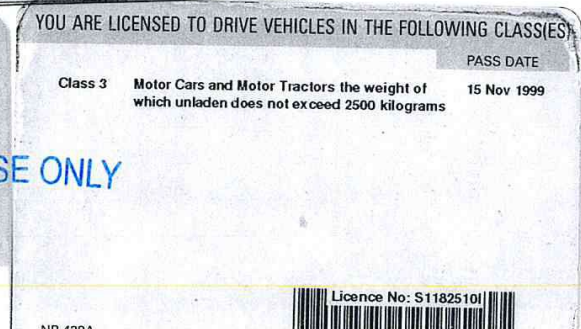 YOU ARE LICENSED TO DRIVE VEHICLES IN THE FOLLOWING CLASS(ES)
PASS DATE
Class 3 Motor Cars and Motor Tractors the weight of 15 Nov 1999
which unladen does not exceed 2500 kilograms
SE ONLY
Licence No: S1182510I